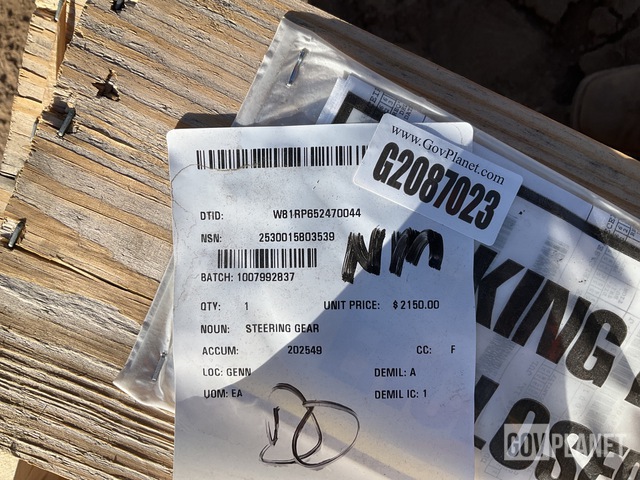 www.GovPlanet.com
G2087023
DTID: W81RP652470044
NSN: 2530015803539
NM
BATCH: 1007992837
QTY: 1 UNIT PRICE: $ 2150.00
NOUN: STEERING GEAR
ACCUM: 202549 CC: F
LOC: GENN DEMIL: A
UOM: EA DEMIL IC: 1
KING
LOSE
GOVPLANET